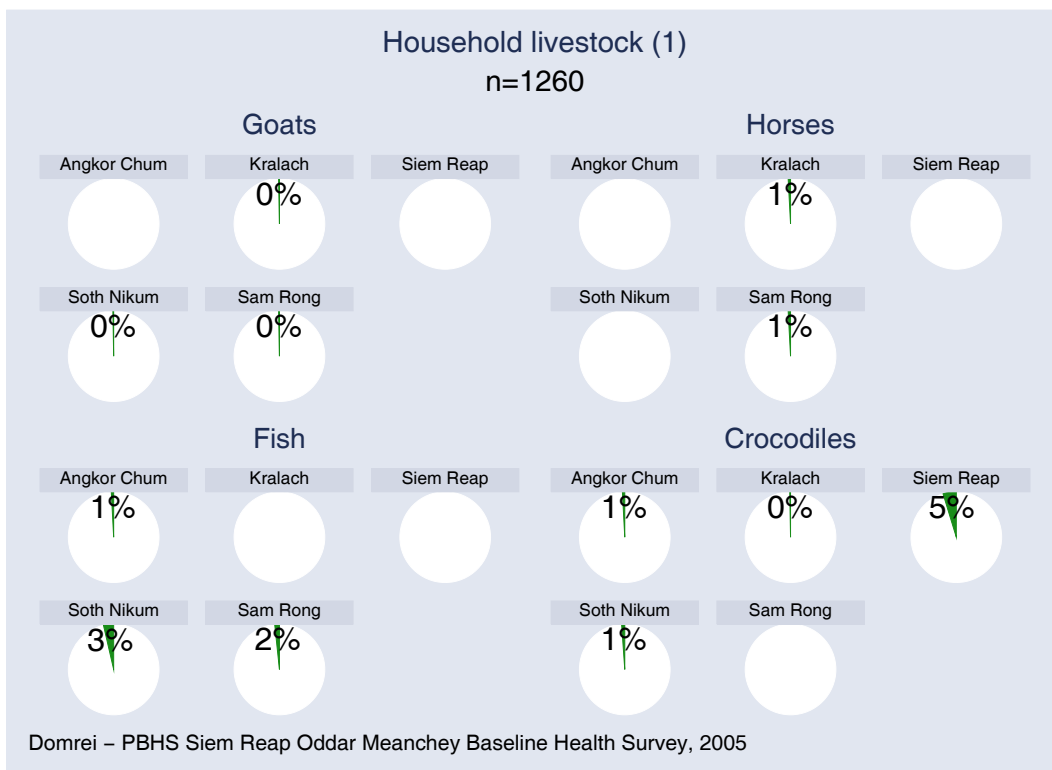 Household livestock (1)
n=1260
Goats
Angkor Chum
Kralach
0%
Siem Reap
Soth Nikum
0%
Sam Rong
0%
Horses
Angkor Chum
Kralach
1%
Siem Reap
Soth Nikum
Sam Rong
1%
Fish
Angkor Chum
1%
Kralach
Siem Reap
Soth Nikum
3%
Sam Rong
2%
Crocodiles
Angkor Chum
1%
Kralach
0%
Siem Reap
5%
Soth Nikum
1%
Sam Rong
Domrei – PBHS Siem Reap Oddar Meanchey Baseline Health Survey, 2005